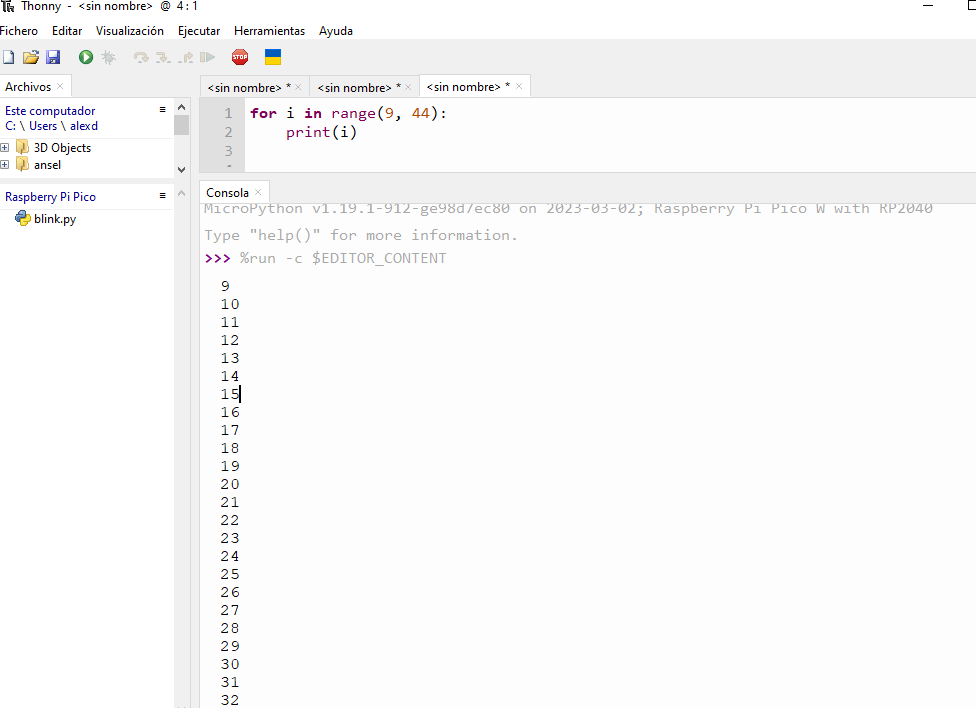 Thonny - <sin nombre> @ 4:1
Fichero Editar Visualización Ejecutar Herramientas Ayuda
STOP
Archivos
Este computador
C: \ Users \ alexd
3D Objects
ansel
Raspberry Pi Pico
blink.py
<sin nombre> * <sin nombre> * <sin nombre> *
1 for i in range(9, 44):
2     print(i)
3
Consola
MicroPython v1.19.1-912-ge98d7ec80 on 2023-03-02; Raspberry Pi Pico W with RP2040
Type "help()" for more information.
>>> %run -c $EDITOR_CONTENT
9
10
11
12
13
14
15
16
17
18
19
20
21
22
23
24
25
26
27
28
29
30
31
32